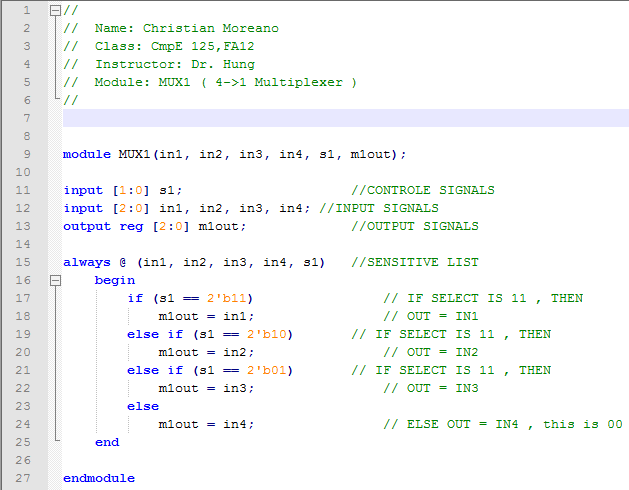 1 //
2 // Name: Christian Moreano
3 // Class: CmpE 125,FA12
4 // Instructor: Dr. Hung
5 // Module: MUX1 ( 4->1 Multiplexer )
6 //
7
8
9 module MUX1(in1, in2, in3, in4, s1, m1out);
10
11 input [1:0] s1; //CONTROLE SIGNALS
12 input [2:0] in1, in2, in3, in4; //INPUT SIGNALS
13 output reg [2:0] m1out; //OUTPUT SIGNALS
14
15 always @ (in1, in2, in3, in4, s1) //SENSITIVE LIST
16 begin
17 if (s1 == 2'b11) // IF SELECT IS 11 , THEN
18 m1out = in1; // OUT = IN1
19 else if (s1 == 2'b10) // IF SELECT IS 11 , THEN
20 m1out = in2; // OUT = IN2
21 else if (s1 == 2'b01) // IF SELECT IS 11 , THEN
22 m1out = in3; // OUT = IN3
23 else
24 m1out = in4; // ELSE OUT = IN4 , this is 00
25 end
26
27 endmodule